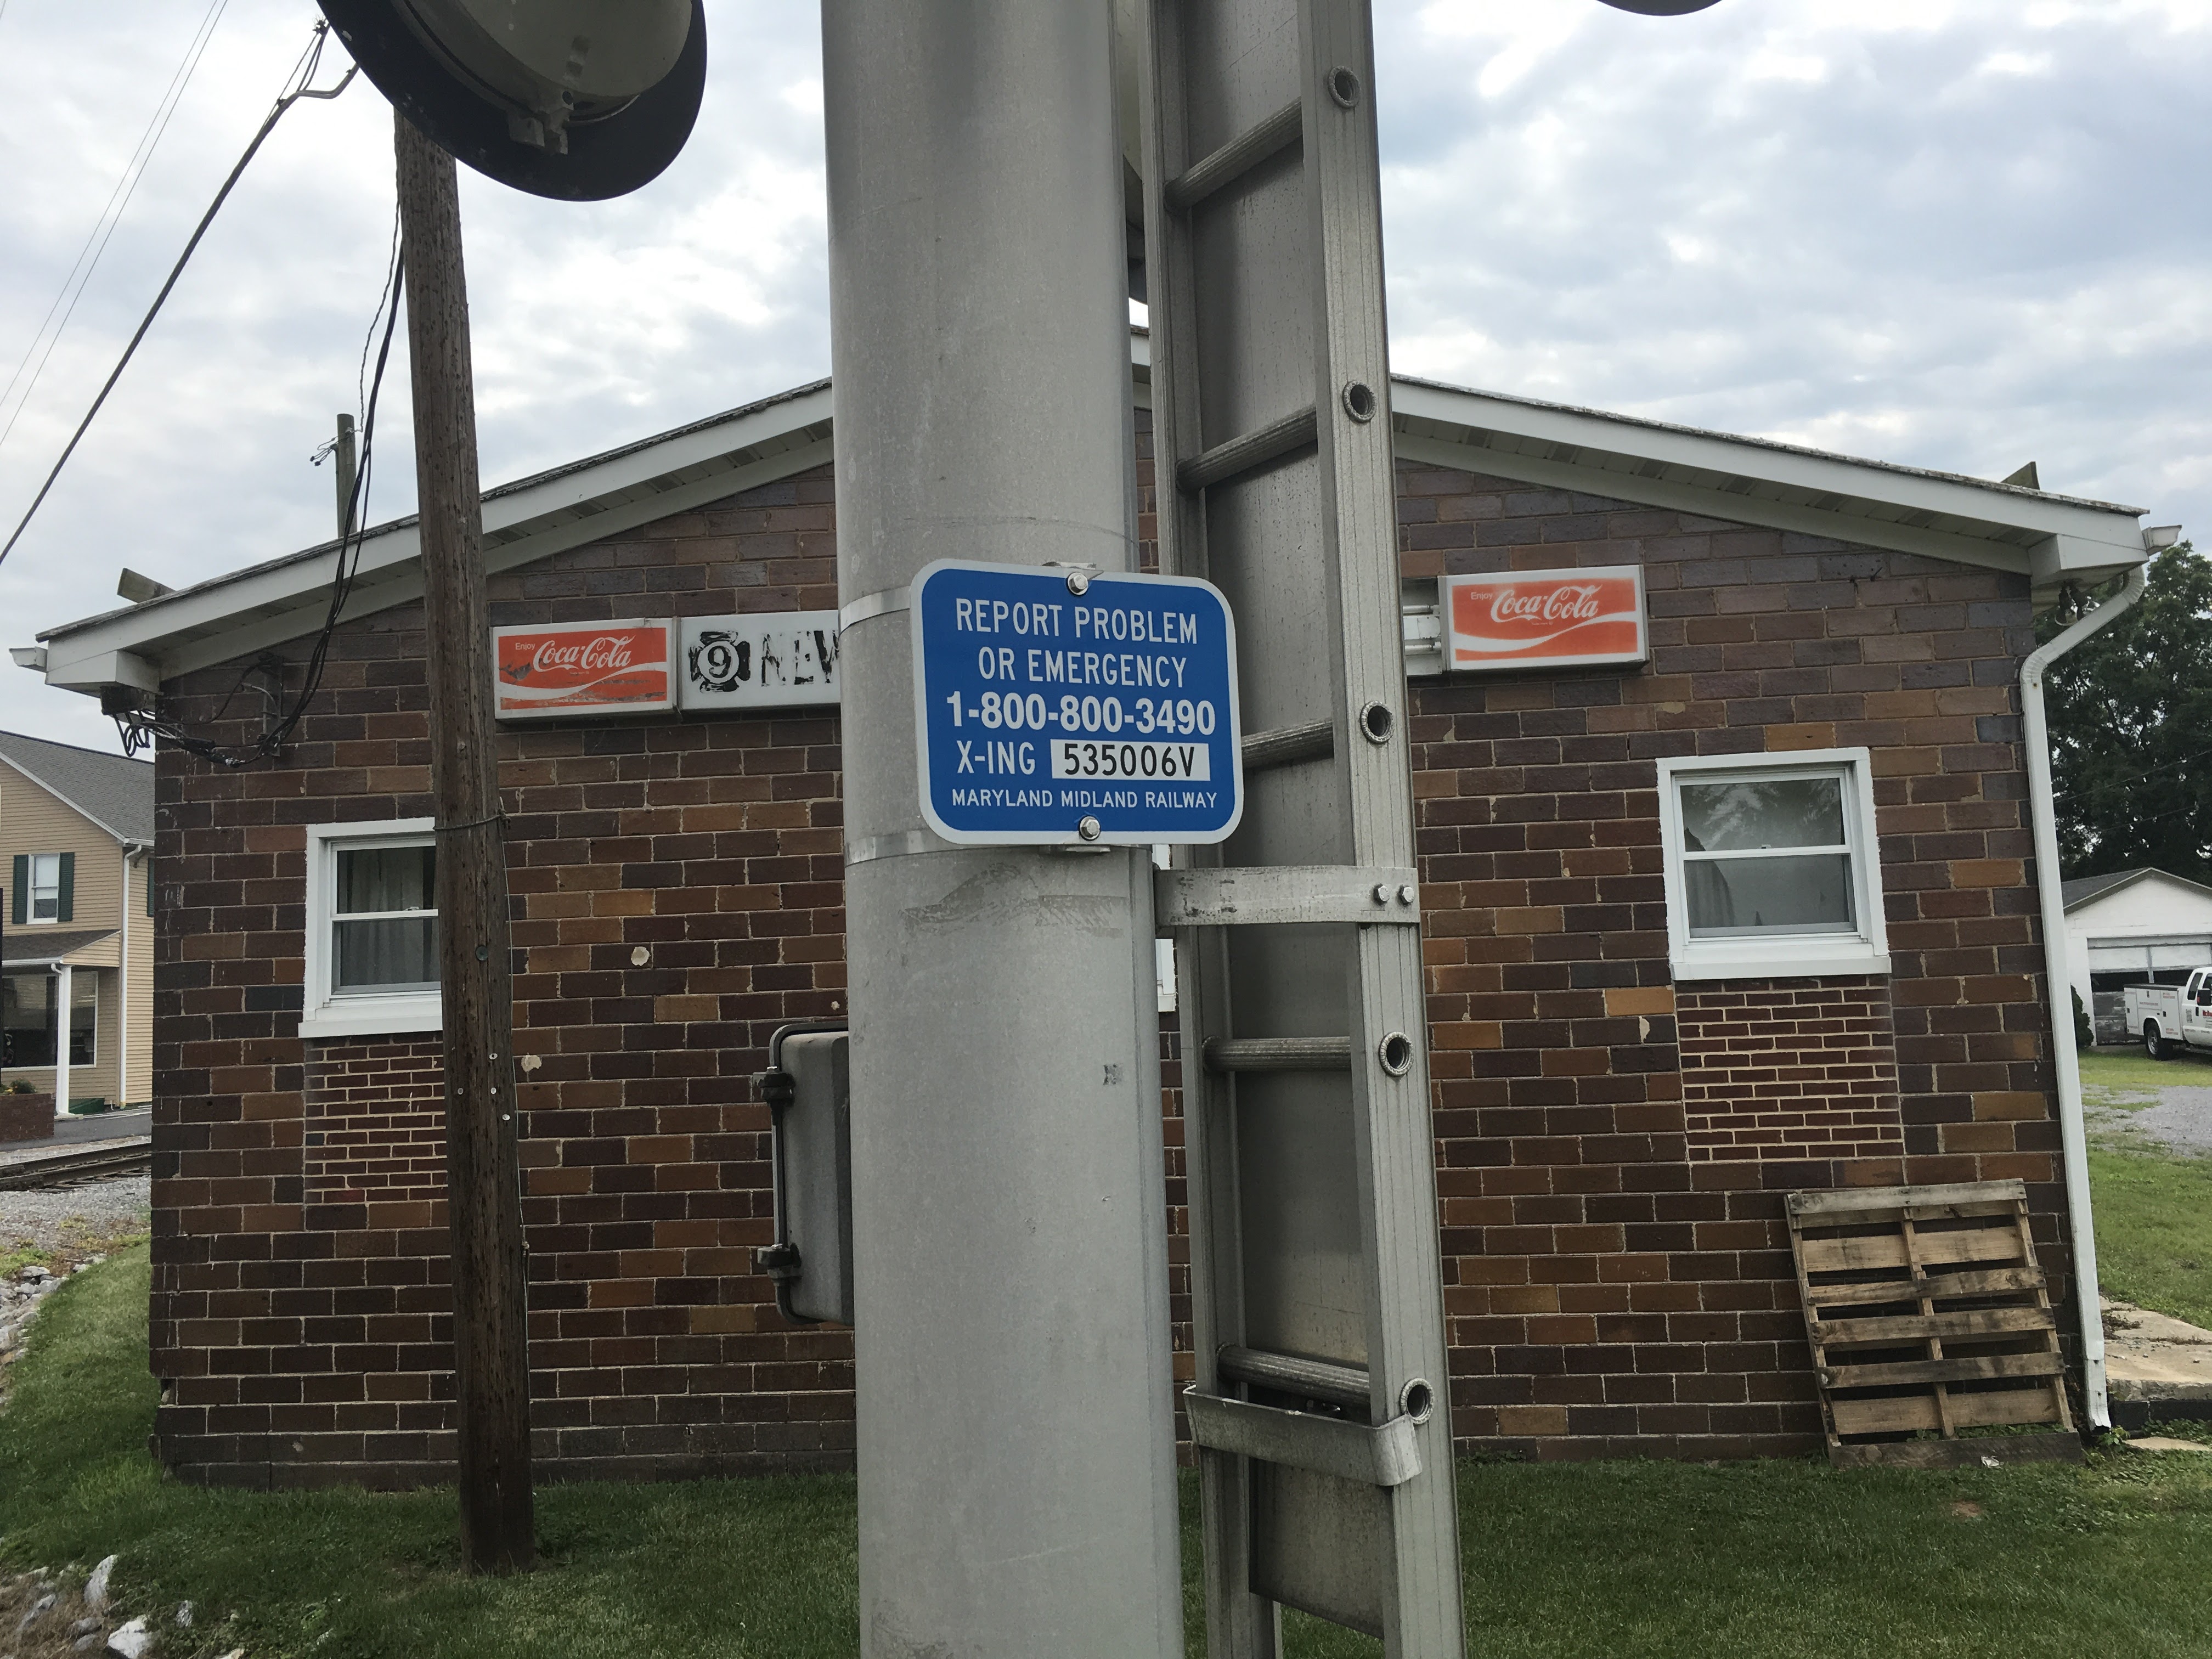 Enjoy
Coca-Cola
9 NEW
REPORT PROBLEM
OR EMERGENCY
1-800-800-3490
X-ING 535006V
MARYLAND MIDLAND RAILWAY
Enjoy
Coca-Cola